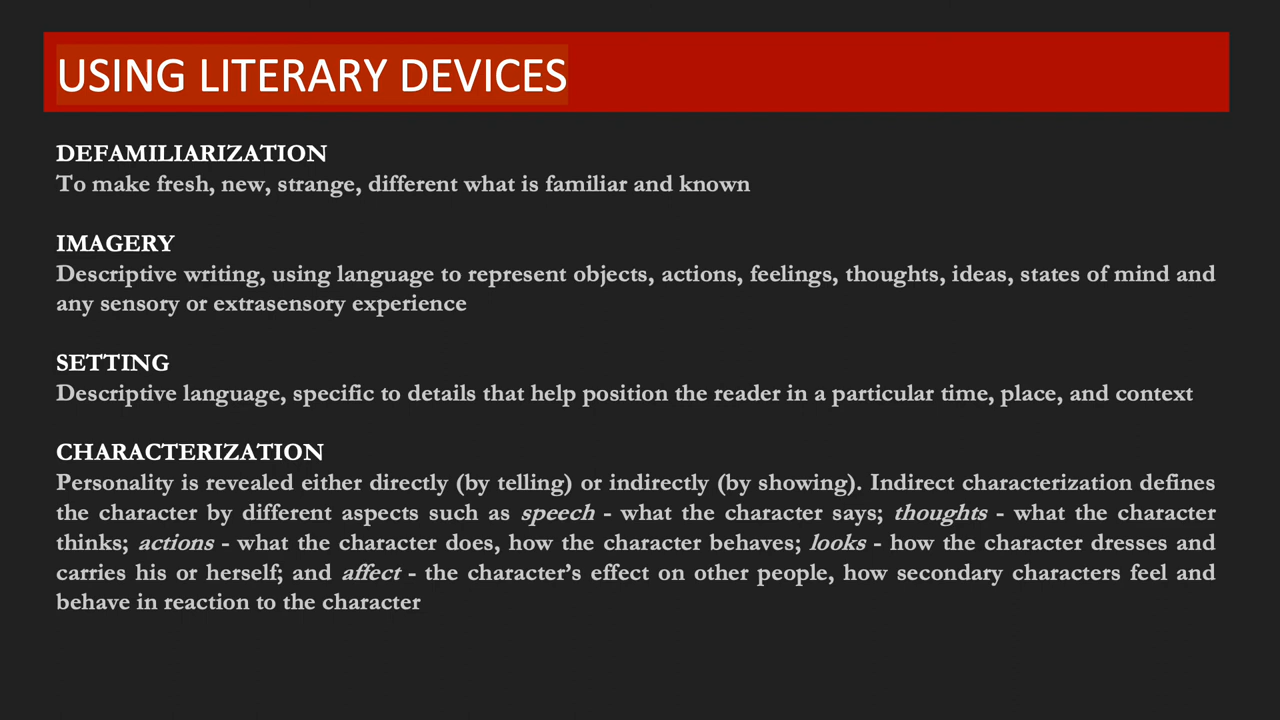 USING LITERARY DEVICES
DEFAMILIARIZATION
To make fresh, new, strange, different what is familiar and known
IMAGERY
Descriptive writing, using language to represent objects, actions, feelings, thoughts, ideas, states of mind and
any sensory or extrasensory experience
SETTING
Descriptive language, specific to details that help position the reader in a particular time, place, and context
CHARACTERIZATION
Personality is revealed either directly (by telling) or indirectly (by showing). Indirect characterization defines
the character by different aspects such as speech - what the character says; thoughts - what the character
thinks; actions - what the character does, how the character behaves; looks - how the character dresses and
carries his or herself; and affect - the character’s effect on other people, how secondary characters feel and
behave in reaction to the character